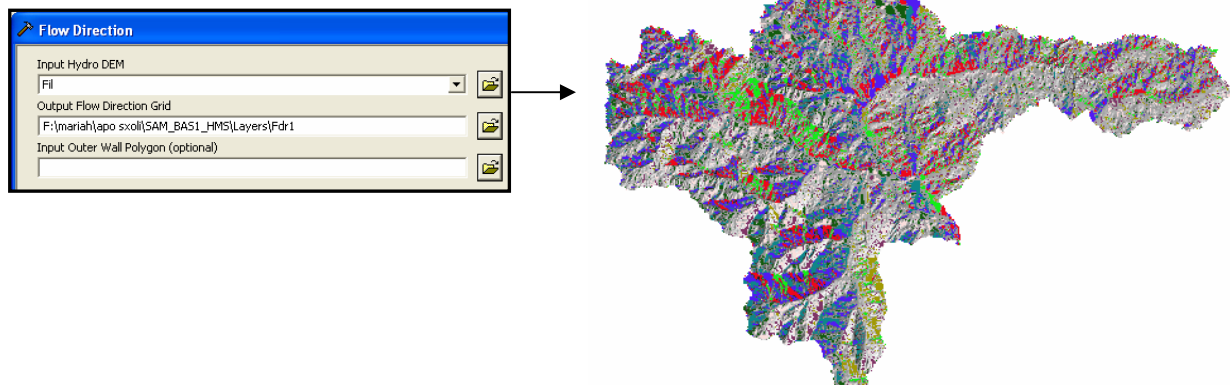 Flow Direction
Input Hydro DEM
Fil
Output Flow Direction Grid
F:\mariah\apo sxoli\SAM_BAS1_HMS\Layers\Fdr1
Input Outer Wall Polygon (optional)